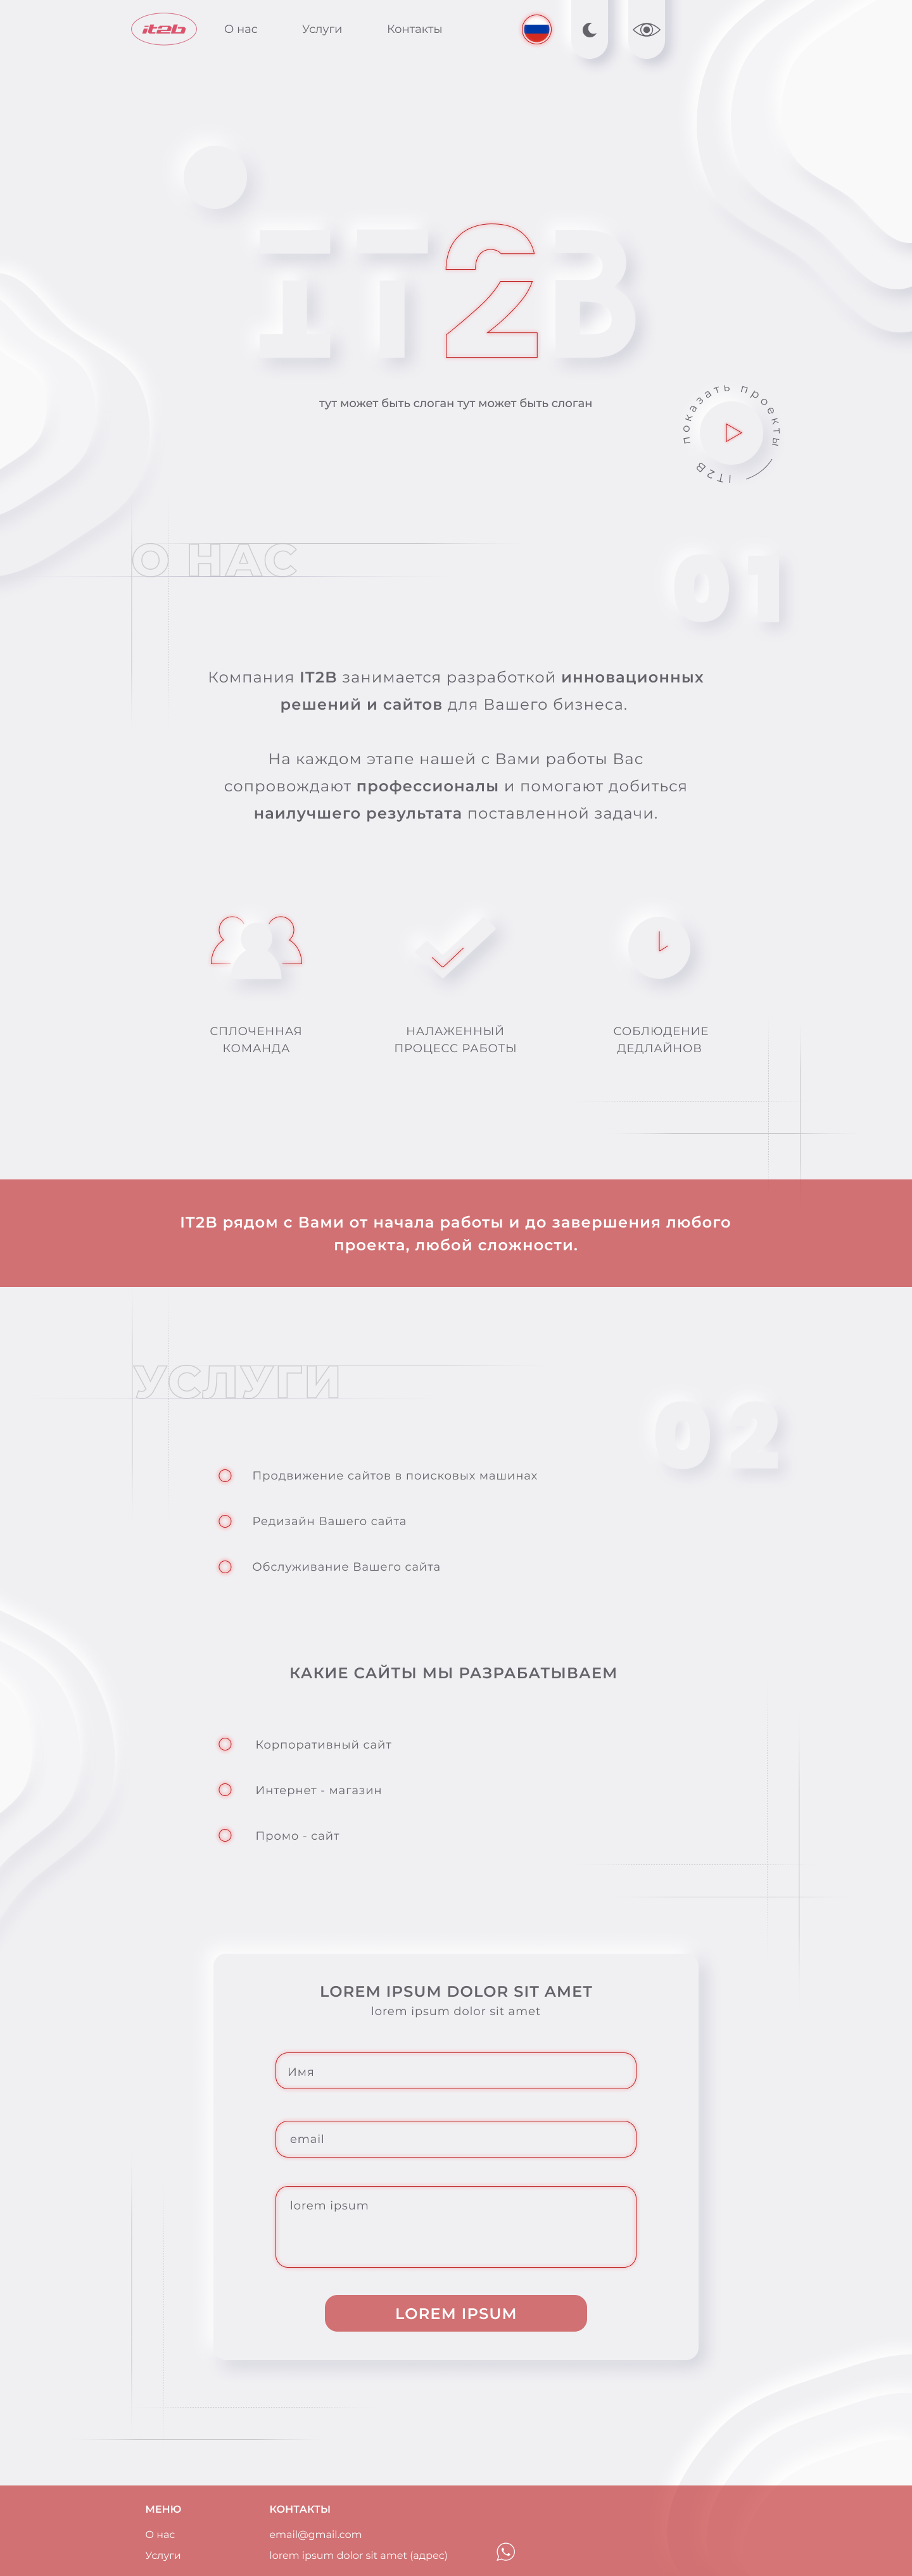 it2b
О нас
Услуги
Контакты
IT2B
тут может быть слоган тут может быть слоган
показать проекты
IT2B
О НАС
01
Компания IT2B занимается разработкой инновационных
решений и сайтов для Вашего бизнеса.
На каждом этапе нашей с Вами работы Вас
сопровождают профессионалы и помогают добиться
наилучшего результата поставленной задачи.
СПЛОЧЕННАЯ
КОМАНДА
НАЛАЖЕННЫЙ
ПРОЦЕСС РАБОТЫ
СОБЛЮДЕНИЕ
ДЕДЛАЙНОВ
IT2B рядом с Вами от начала работы и до завершения любого
проекта, любой сложности.
УСЛУГИ
02
Продвижение сайтов в поисковых машинах
Редизайн Вашего сайта
Обслуживание Вашего сайта
КАКИЕ САЙТЫ МЫ РАЗРАБАТЫВАЕМ
Корпоративный сайт
Интернет - магазин
Промо - сайт
LOREM IPSUM DOLOR SIT AMET
lorem ipsum dolor sit amet
Имя
email
lorem ipsum
LOREM IPSUM
МЕНЮ
О нас
Услуги
КОНТАКТЫ
email@gmail.com
lorem ipsum dolor sit amet (адрес)